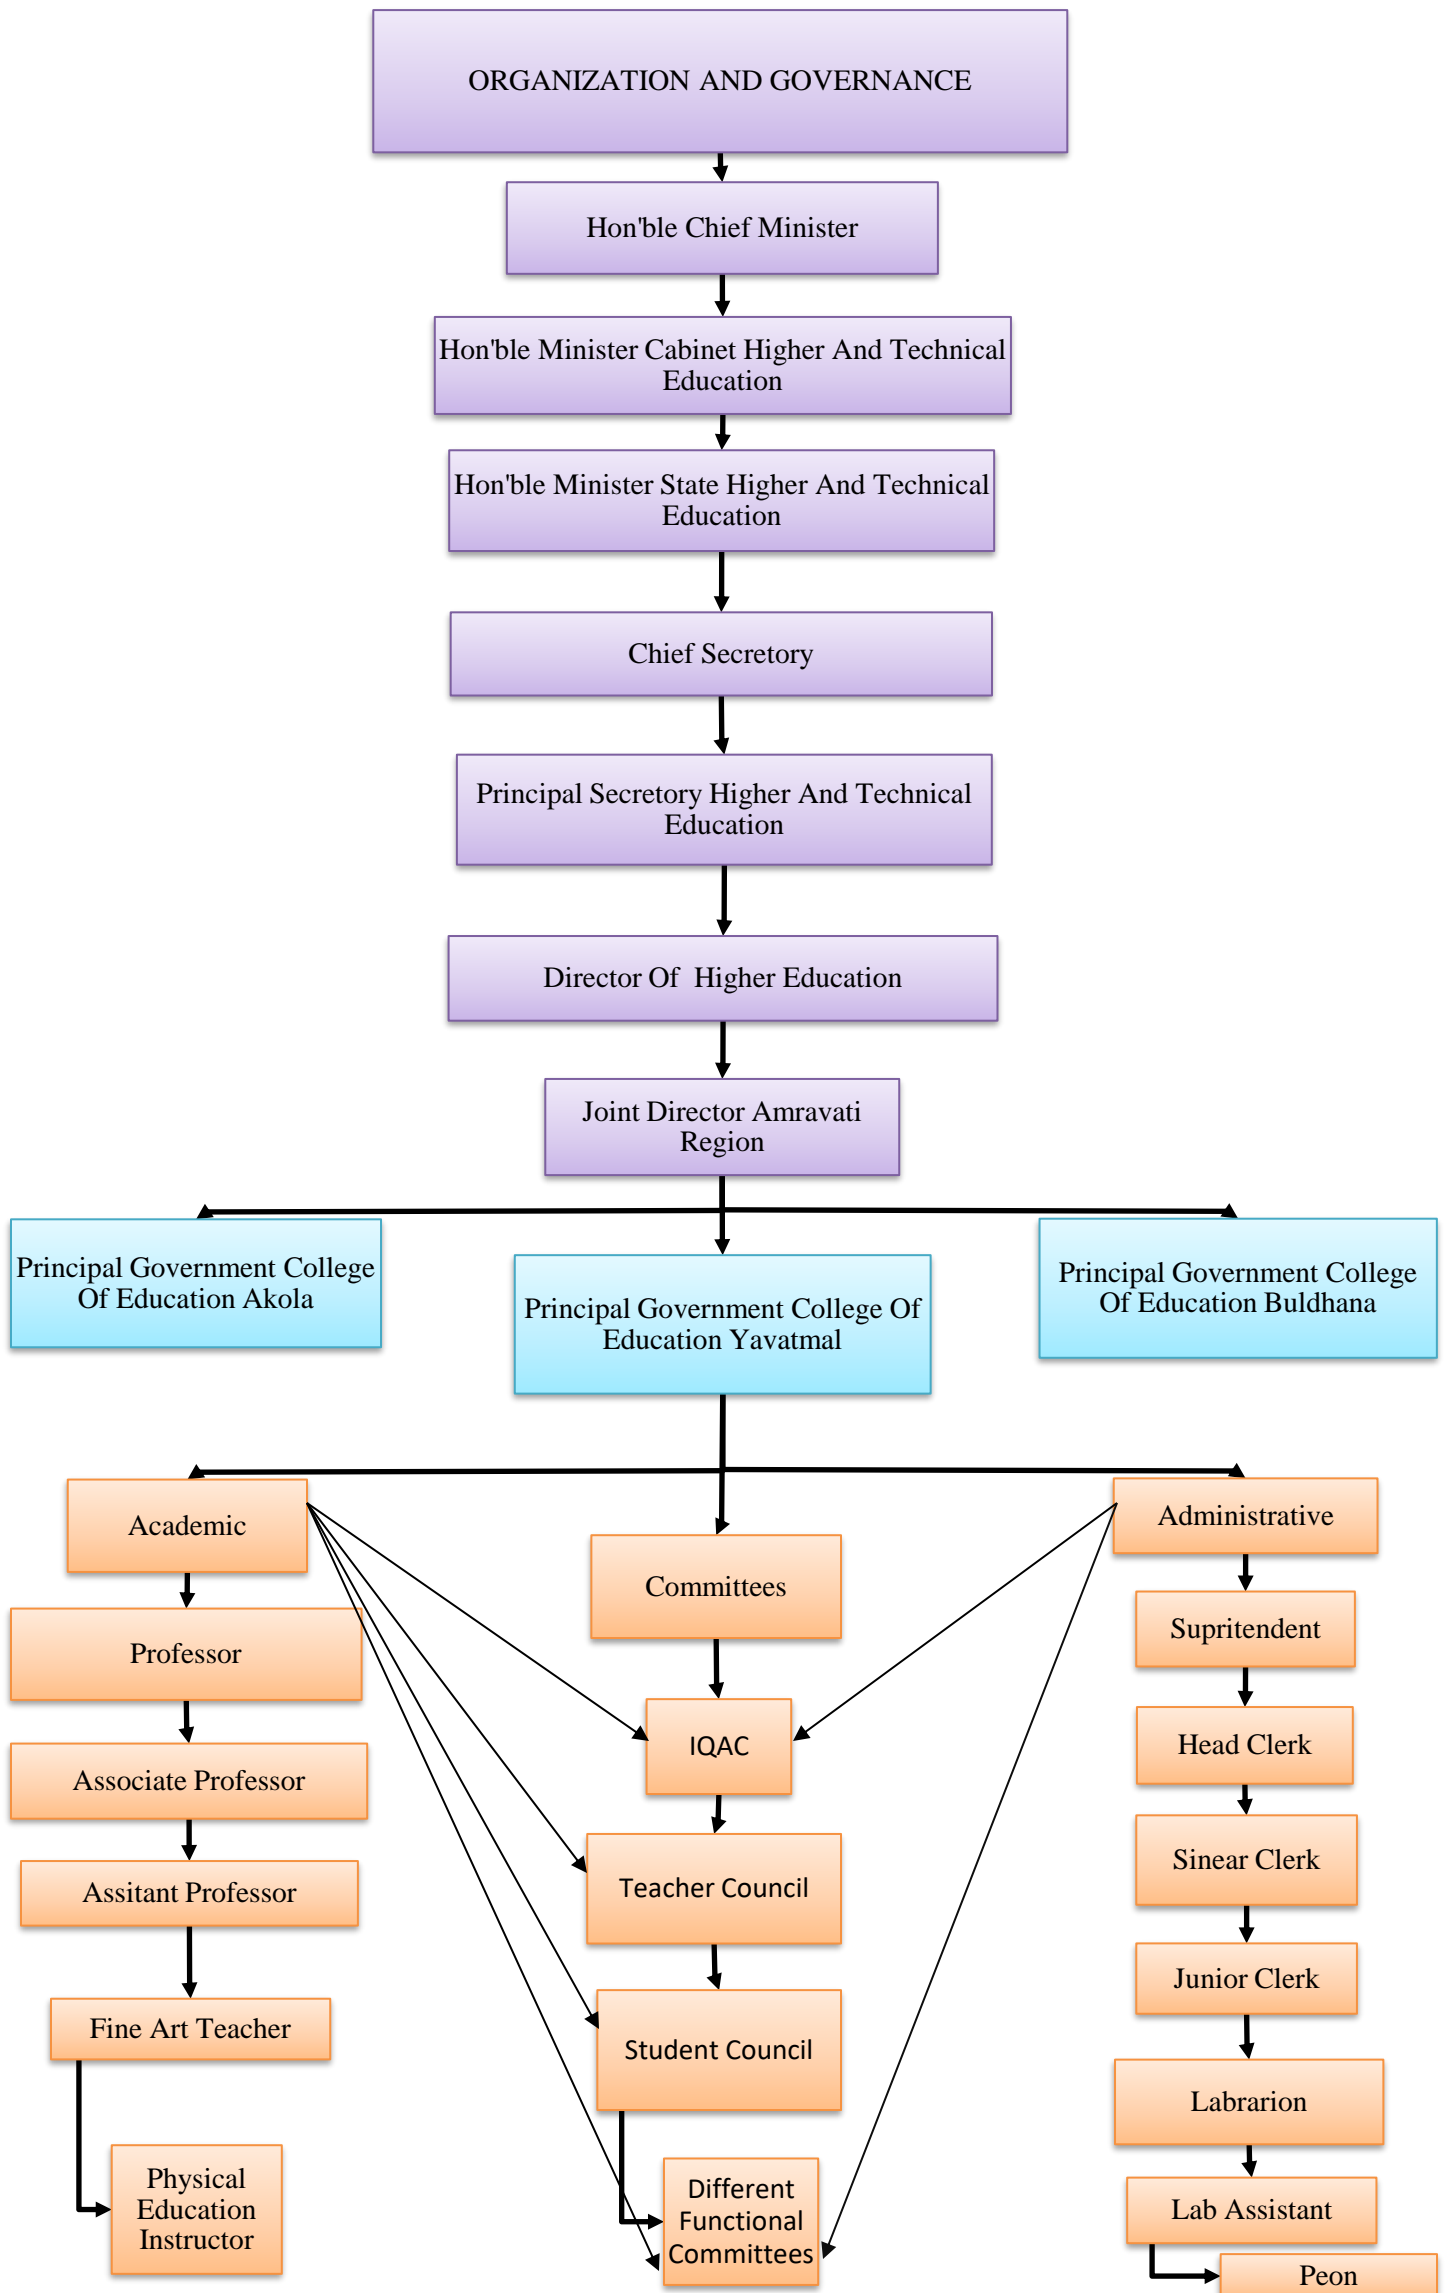 ORGANIZATION AND GOVERNANCE
Hon'ble Chief Minister
Hon'ble Minister Cabinet Higher And Technical
Education
Hon'ble Minister State Higher And Technical
Education
Chief Secretory
Principal Secretory Higher And Technical
Education
Director Of Higher Education
Joint Director Amravati
Region
Principal Government College
Of Education Akola
Principal Government College Of
Education Yavatmal
Principal Government College
Of Education Buldhana
Academic
Professor
Associate Professor
Assitant Professor
Fine Art Teacher
Physical
Education
Instructor
Committees
IQAC
Teacher Council
Student Council
Different
Functional
Committees
Administrative
Supritendent
Head Clerk
Sinear Clerk
Junior Clerk
Labrarion
Lab Assistant
Peon